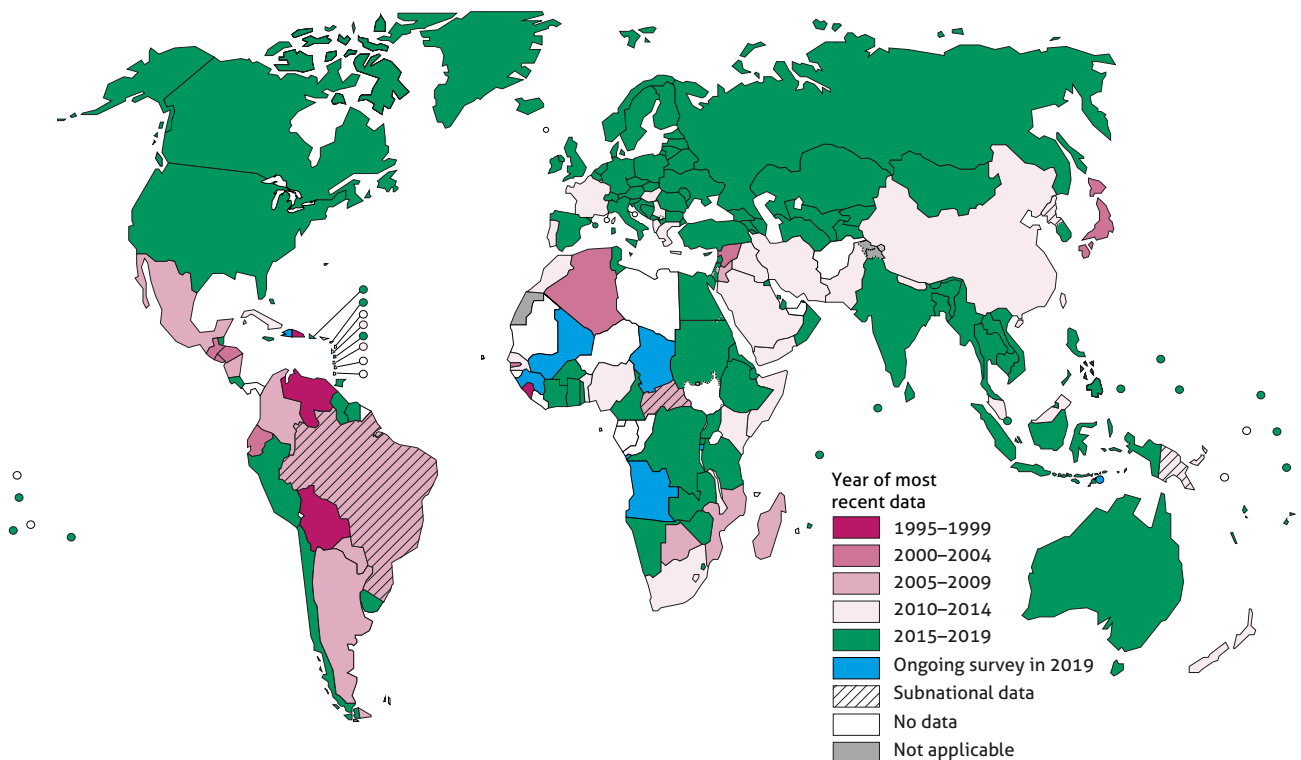 Year of most
recent data
1995–1999
2000–2004
2005–2009
2010–2014
2015–2019
Ongoing survey in 2019
Subnational data
No data
Not applicable